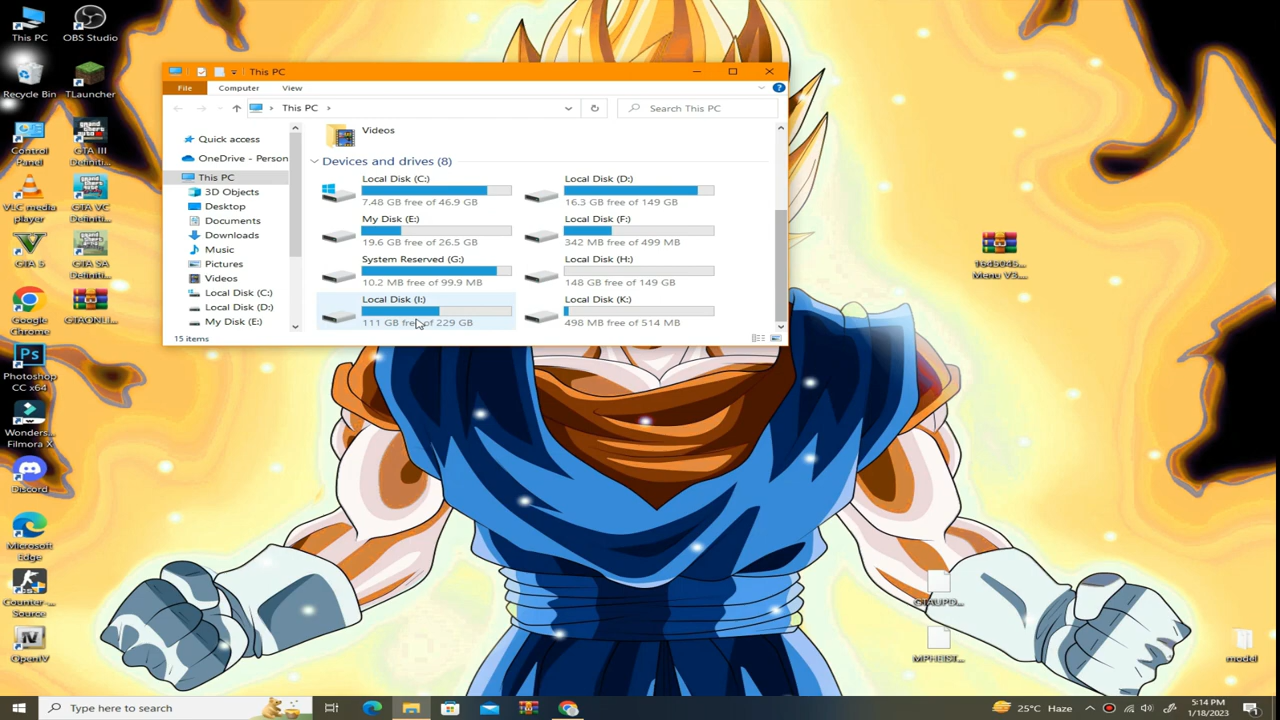 This PC
OBS Studio
Recycle Bin
TLauncher
Control
Panel
GTA III
Definiti...
VLC media
player
GTA VC
Definiti...
GTA 5
GTA SA
Definiti...
Google
Chrome
GTAONLI...
Photoshop
CC x64
Wonders...
Filmora X
Discord
Microsoft
Edge
Counter-...
Source
OpenIV
This PC
File
Computer
View
This PC
Search This PC
Quick access
OneDrive - Person
This PC
3D Objects
Desktop
Documents
Downloads
Music
Pictures
Videos
Local Disk (C:)
Local Disk (D:)
My Disk (E:)
Videos
Devices and drives (8)
Local Disk (C:)
7.48 GB free of 46.9 GB
Local Disk (D:)
16.3 GB free of 149 GB
My Disk (E:)
19.6 GB free of 26.5 GB
Local Disk (F:)
342 MB free of 499 MB
System Reserved (G:)
10.2 MB free of 99.9 MB
Local Disk (H:)
148 GB free of 149 GB
Local Disk (I:)
111 GB free of 229 GB
Local Disk (K:)
498 MB free of 514 MB
15 items
Menu V3...
GTAUPD...
MPHEIST...
model
Type here to search
25°C Haze
5:14 PM
1/18/2023